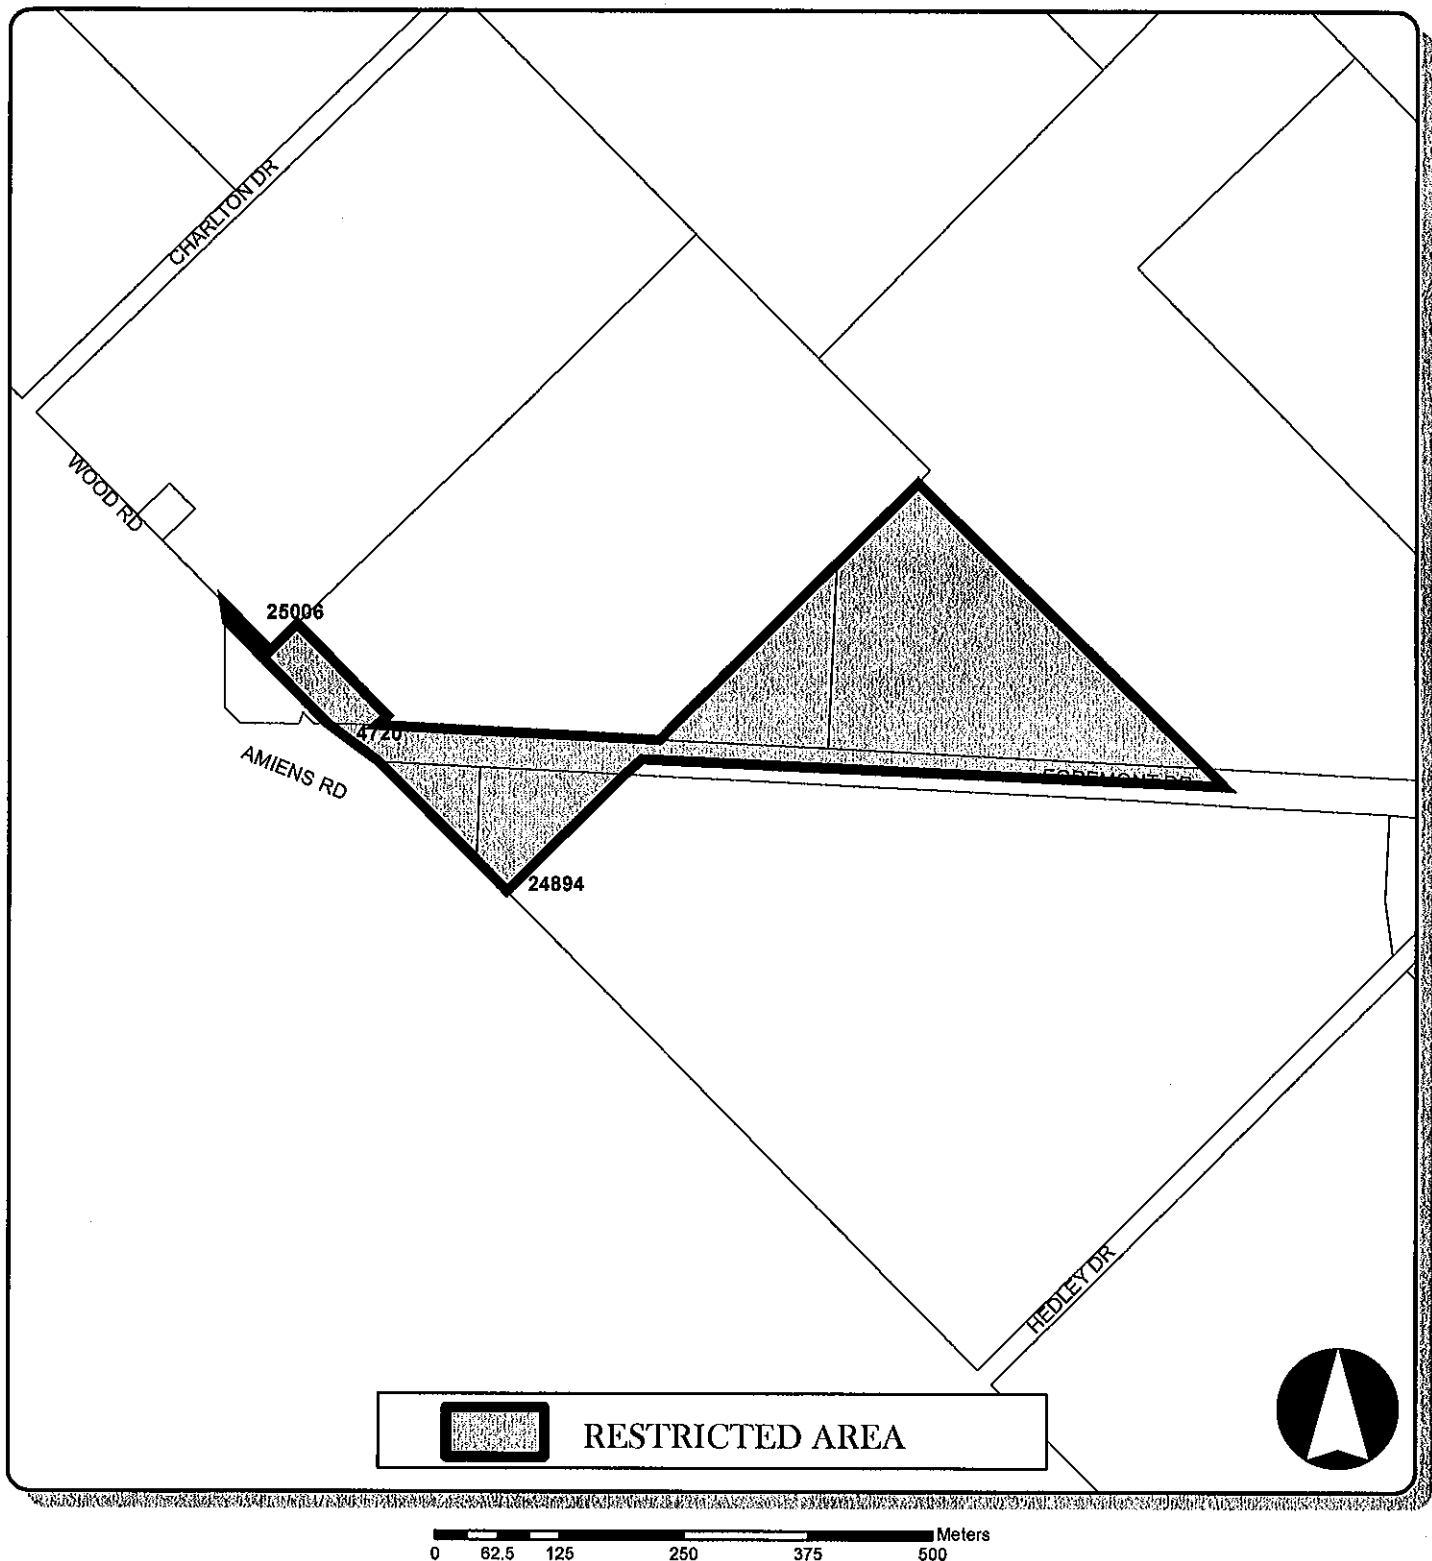 CHARLTON DR
WOOD RD
25006
4720
AMIENS RD
24894
HEDLEY DR
RESTRICTED AREA
Meters
0 62.5 125 250 375 500